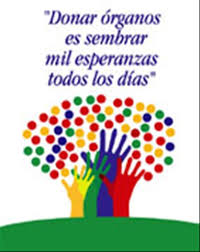 "Donar órganos
es sembrar
mil esperanzas
todos los días"